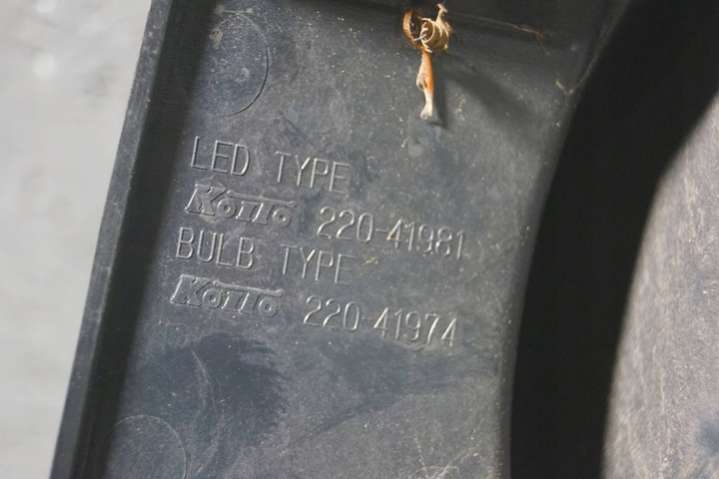 LED TYPE
KOITO 220-41981
BULB TYPE
KOITO 220-41974